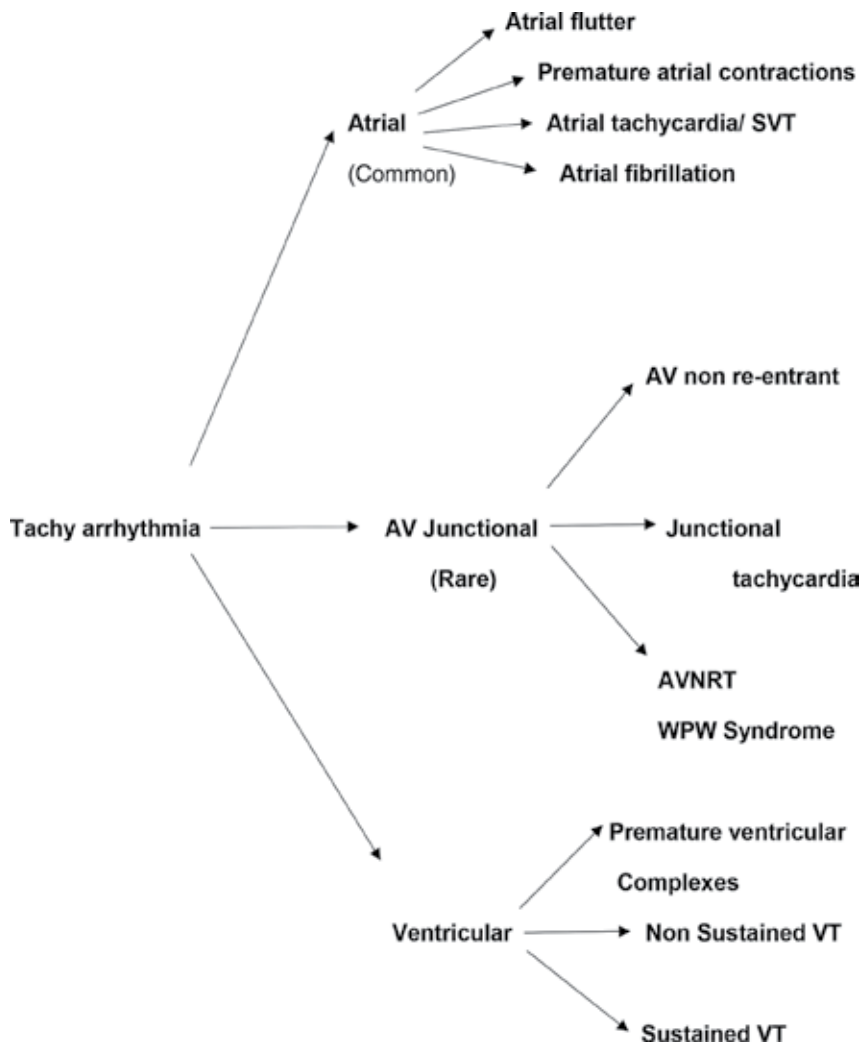 Atrial flutter
Premature atrial contractions
Atrial
Atrial tachycardia/ SVT
(Common)
Atrial fibrillation
AV non re-entrant
Tachy arrhythmia
AV Junctional
Junctional
(Rare)
tachycardia
AVNRT
WPW Syndrome
Premature ventricular
Complexes
Ventricular
Non Sustained VT
Sustained VT